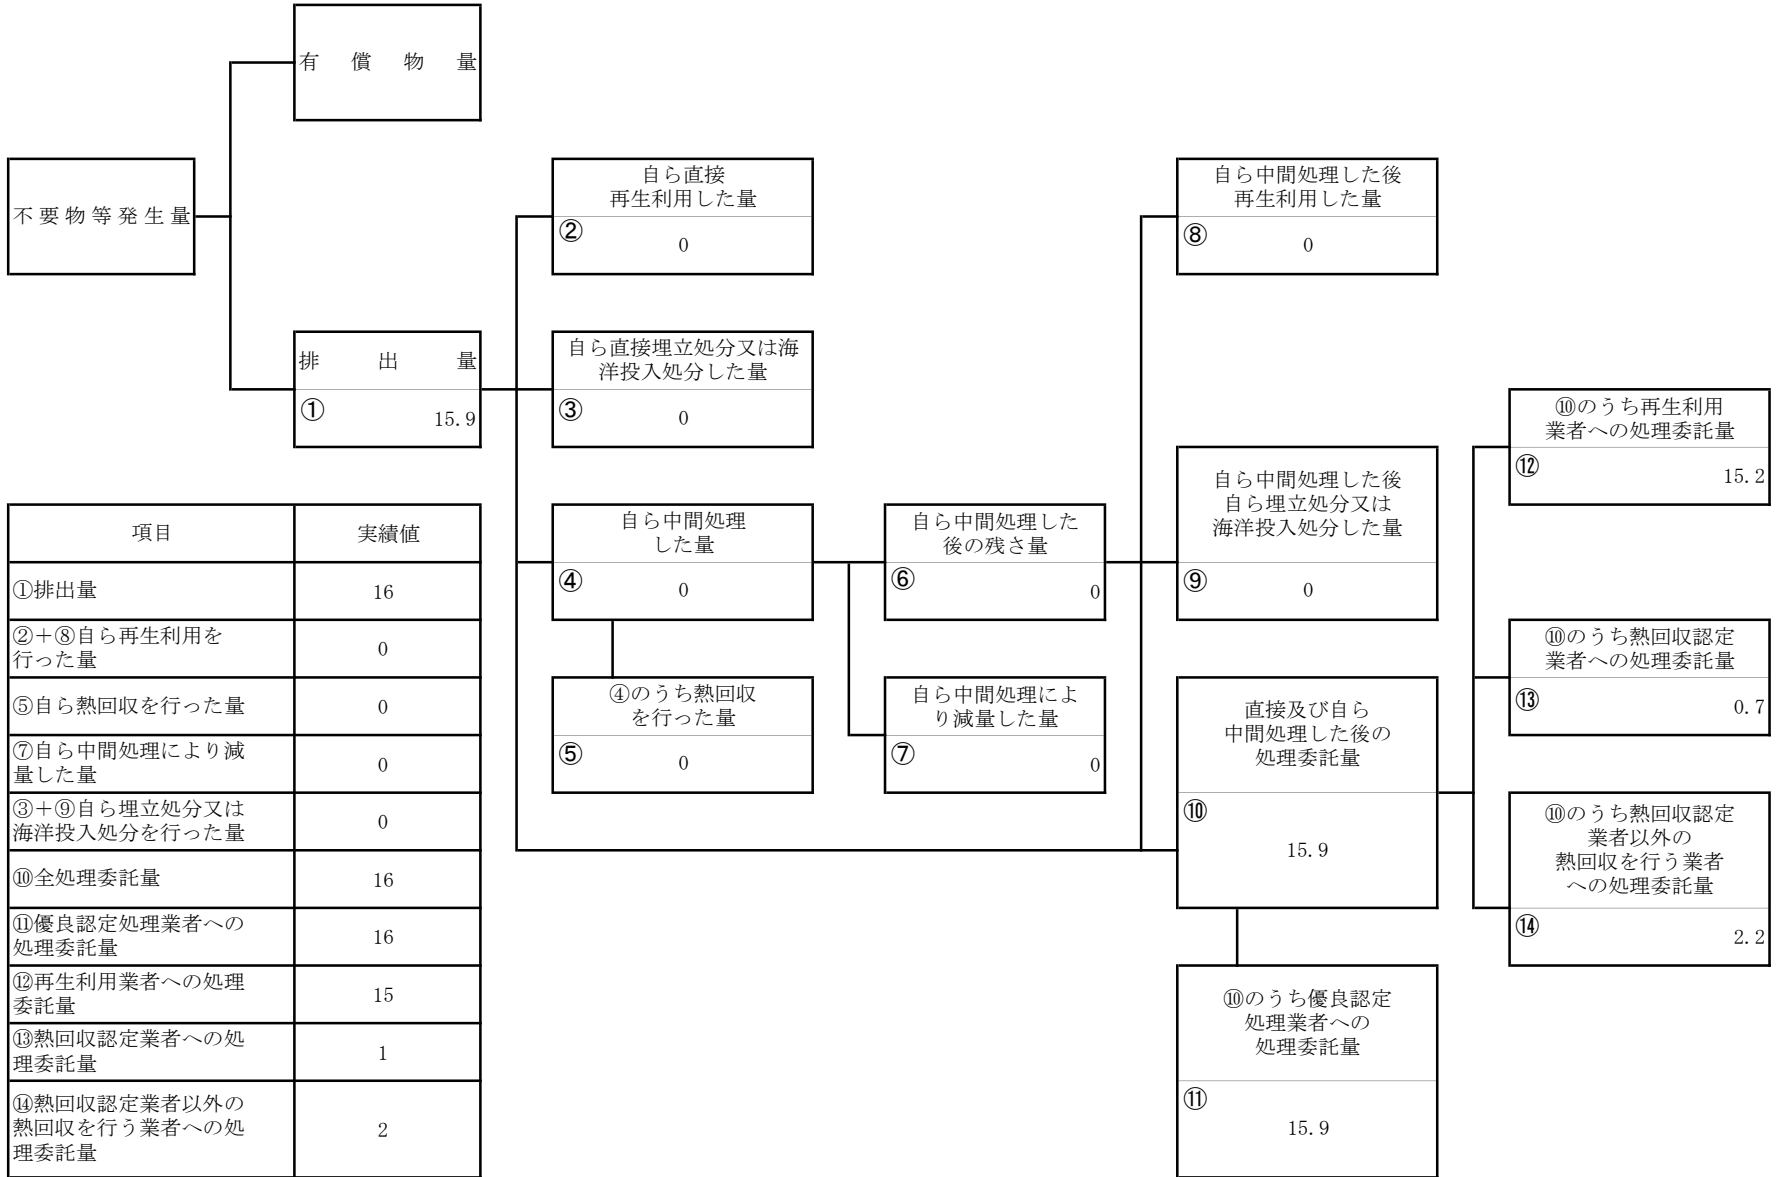 有償物量
不要物等発生量
排出量
①
15.9
自ら直接
再生利用した量
②
0
自ら直接埋立処分又は海
洋投入処分した量
③
0
自ら中間処理
した量
④
0
④のうち熱回収
を行った量
⑤
0
自ら中間処理した
後の残さ量
⑥
0
自ら中間処理によ
り減量した量
⑦
0
自ら中間処理した後
再生利用した量
⑧
0
自ら中間処理した後
自ら埋立処分又は
海洋投入処分した量
⑨
0
直接及び自ら
中間処理した後の
処理委託量
⑩
15.9
⑩のうち優良認定
処理業者への
処理委託量
⑪
15.9
⑩のうち再生利用
業者への処理委託量
⑫
15.2
⑩のうち熱回収認定
業者への処理委託量
⑬
0.7
⑩のうち熱回収認定
業者以外の
熱回収を行う業者
への処理委託量
⑭
2.2
項目 実績値
①排出量 16
②＋⑧自ら再生利用を
行った量 0
⑤自ら熱回収を行った量 0
⑦自ら中間処理により減
量した量 0
③＋⑨自ら埋立処分又は
海洋投入処分を行った量 0
⑩全処理委託量 16
⑪優良認定処理業者への
処理委託量 16
⑫再生利用業者への処理
委託量 15
⑬熱回収認定業者への処
理委託量 1
⑭熱回収認定業者以外の
熱回収を行う業者への処
理委託量 2